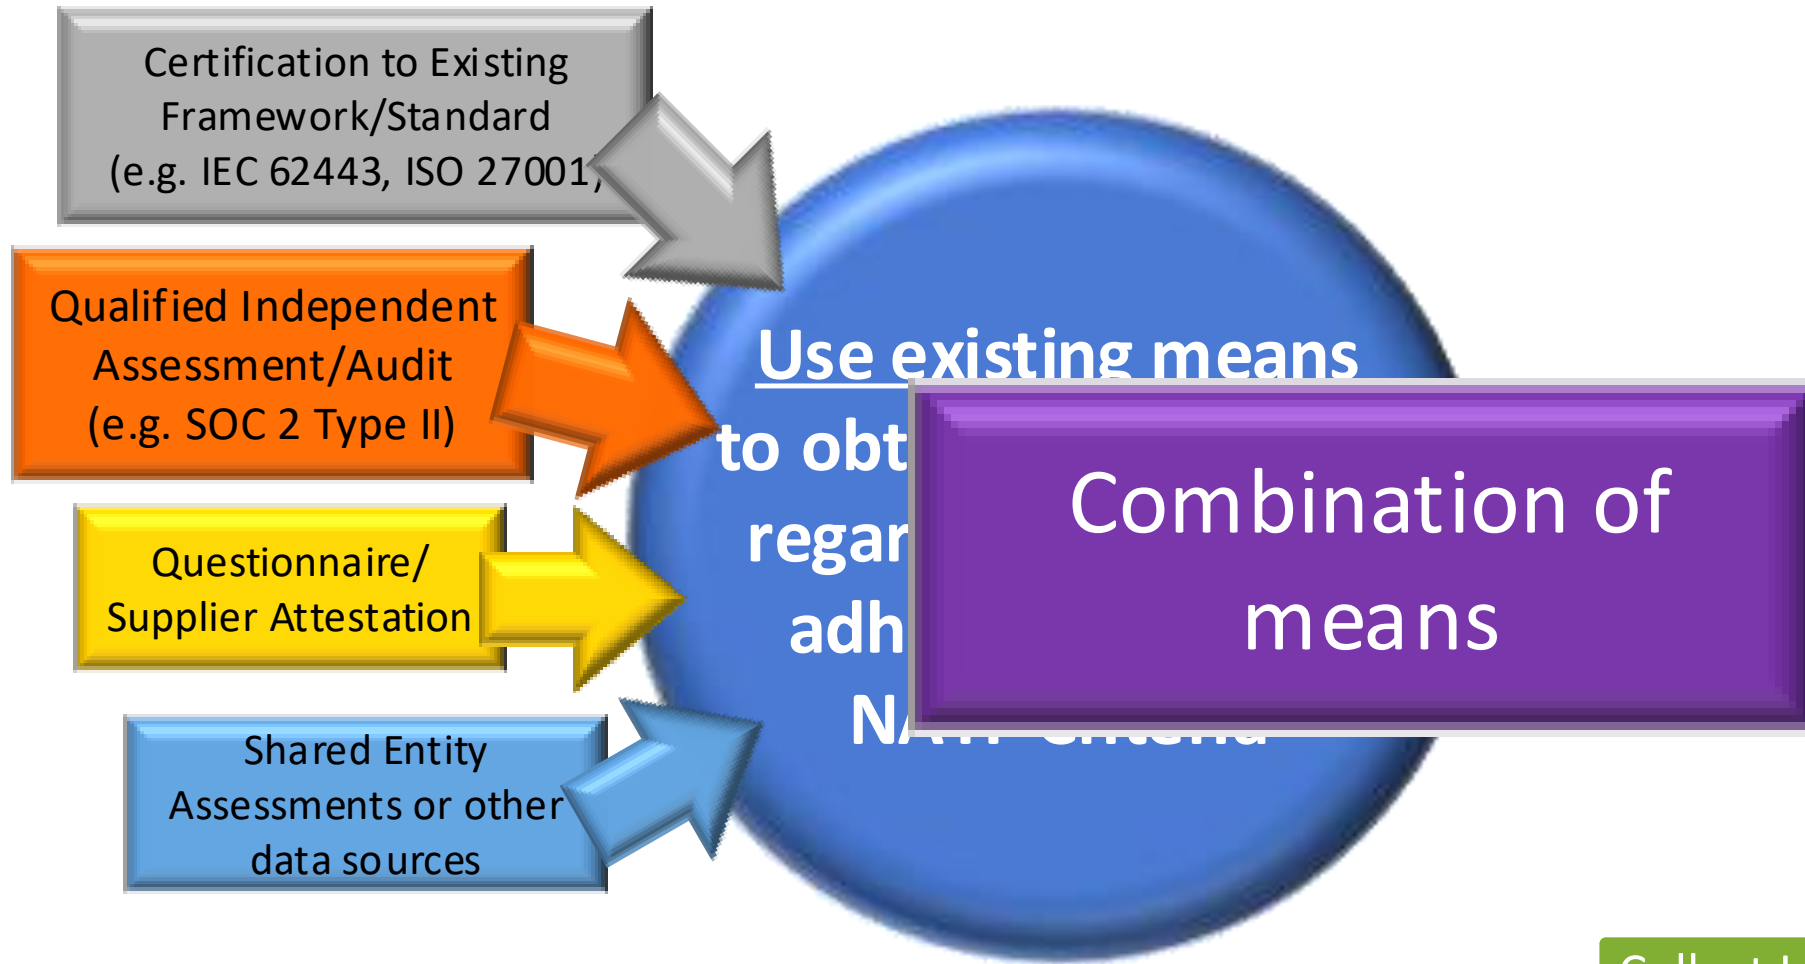 Certification to Existing
Framework/Standard
(e.g. IEC 62443, ISO 27001)
Qualified Independent
Assessment/Audit
(e.g. SOC 2 Type II)
Questionnaire/
Supplier Attestation
Shared Entity
Assessments or other
data sources
Use existing means
to
Combination of
means